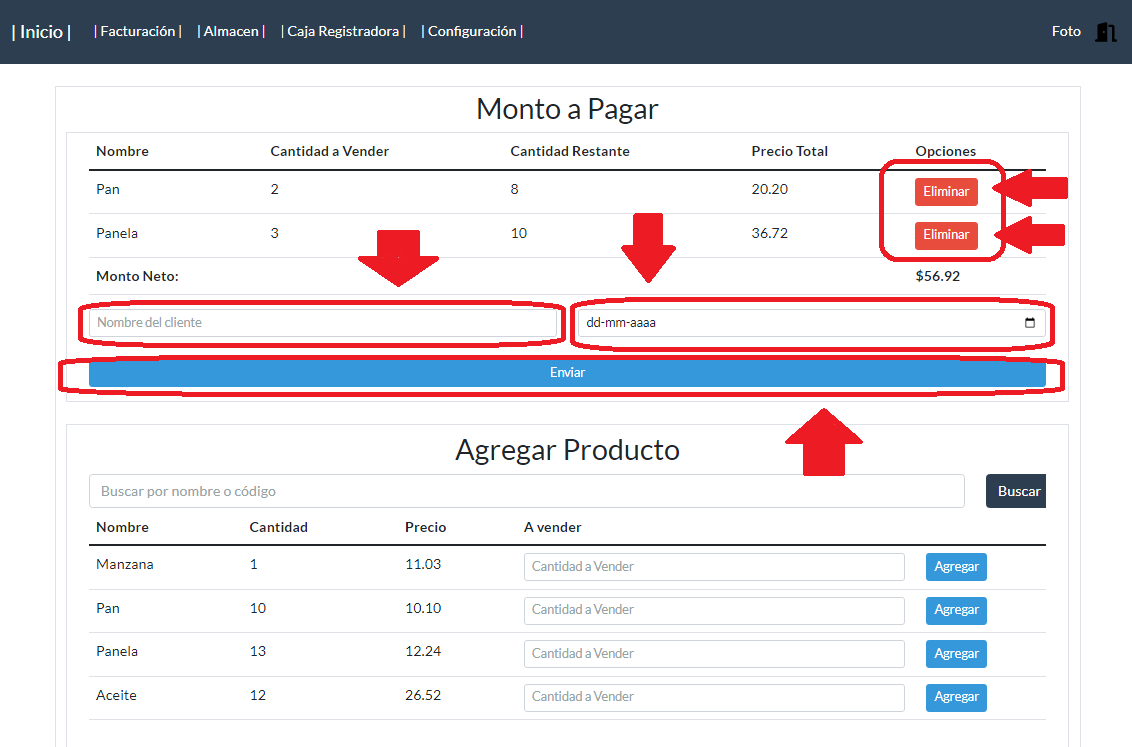 | Inicio | | Facturación | | Almacen | | Caja Registradora | | Configuración | Foto
Monto a Pagar
Nombre Cantidad a Vender Cantidad Restante Precio Total Opciones
Pan 2 8 20.20 Eliminar
Panela 3 10 36.72 Eliminar
Monto Neto: $56.92
Nombre del cliente dd-mm-aaaa
Enviar
Agregar Producto
Buscar por nombre o código Buscar
Nombre Cantidad Precio A vender
Manzana 1 11.03 Cantidad a Vender Agregar
Pan 10 10.10 Cantidad a Vender Agregar
Panela 13 12.24 Cantidad a Vender Agregar
Aceite 12 26.52 Cantidad a Vender Agregar